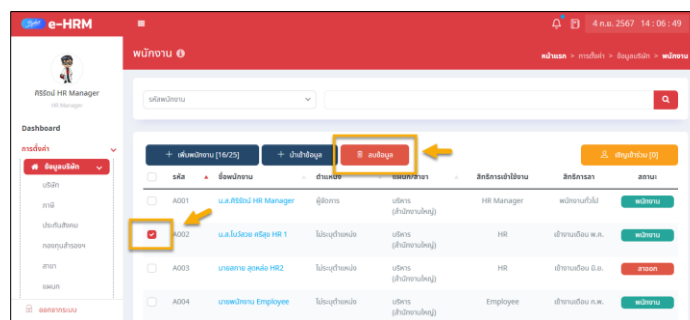 e-HRM
4 ก.ย. 2567 14 : 06 : 49
พนักงาน
หน้าแรก > การตั้งค่า > ข้อมูลบริษัท > พนักงาน
ศิริรัตน์ HR Manager
HR Manager
รหัสพนักงาน
Dashboard
การตั้งค่า
ข้อมูลบริษัท
บริษัท
ภาษี
ประกันสังคม
กองทุนสำรองฯ
สาขา
แผนก
ออกจากระบบ
+ เพิ่มพนักงาน [16/25]
+ นำเข้าข้อมูล
ลบข้อมูล
เชิญเข้าร่วม [0]
รหัส ชื่อพนักงาน ตำแหน่ง แผนก/สาขา สิทธิการเข้าใช้งาน สิทธิการลา สถานะ
A001 น.ส.ศิริรัตน์ HR Manager ผู้จัดการ บริหาร HR Manager พนักงานทั่วไป พนักงาน
(สำนักงานใหญ่)
A002 น.ส.โบว์สวย ศรีสุข HR 1 ไม่ระบุตำแหน่ง บริหาร HR เข้างานเดือน พ.ค. พนักงาน
(สำนักงานใหญ่)
A003 HR2 ไม่ระบุตำแหน่ง บริหาร HR เข้างานเดือน มิ.ย. ลาออก
(สำนักงานใหญ่)
A004 นายพนักงาน Employee ไม่ระบุตำแหน่ง บริหาร Employee เข้างานเดือน ก.พ. พนักงาน
(สำนักงานใหญ่)